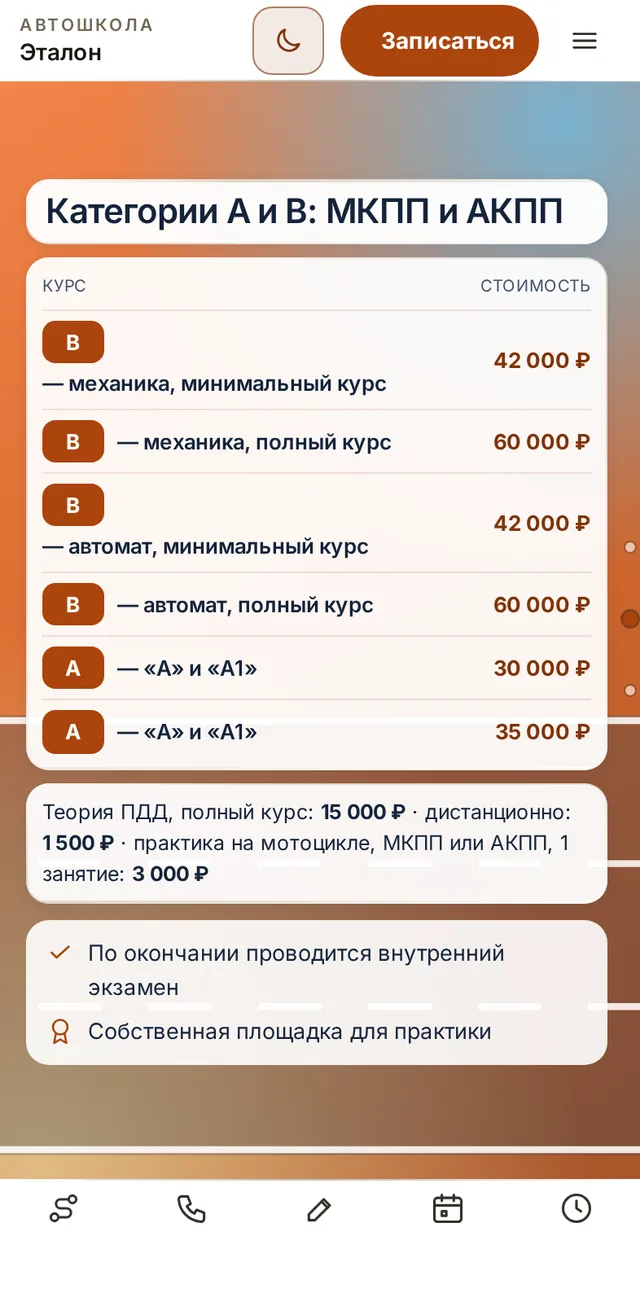 АВТОШКОЛА
Эталон
Записаться
Категории A и B: МКПП и АКПП
КУРС СТОИМОСТЬ
B
— механика, минимальный курс 42 000 ₽
B — механика, полный курс 60 000 ₽
B
— автомат, минимальный курс 42 000 ₽
B — автомат, полный курс 60 000 ₽
A — «А» и «А1» 30 000 ₽
A — «А» и «А1» 35 000 ₽
Теория ПДД, полный курс: 15 000 ₽ · дистанционно:
1 500 ₽ · практика на мотоцикле, МКПП или АКПП, 1
занятие: 3 000 ₽
По окончании проводится внутренний
экзамен
Собственная площадка для практики